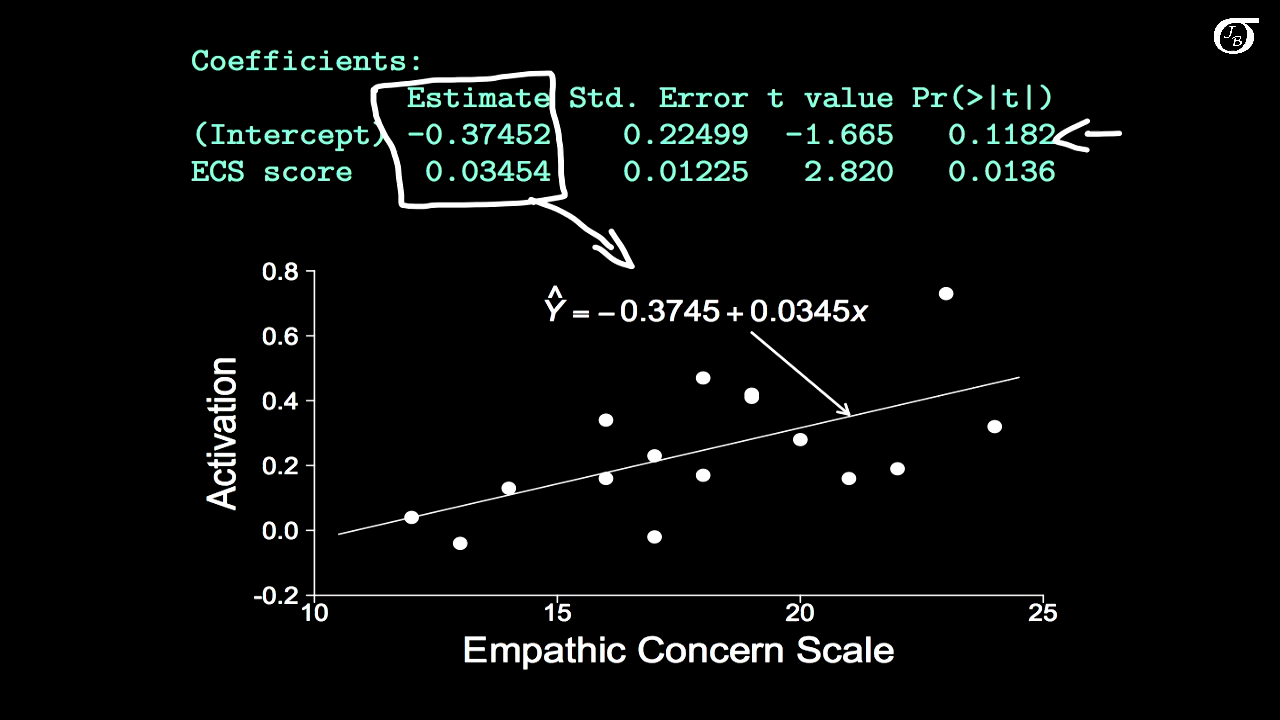 JB
Coefficients:
Estimate Std. Error t value Pr(>|t|)
(Intercept) -0.37452 0.22499 -1.665 0.1182
ECS score 0.03454 0.01225 2.820 0.0136
Ŷ = − 0.3745 + 0.0345x
0.8
0.6
0.4
0.2
0.0
-0.2
Activation
10 15 20 25
Empathic Concern Scale